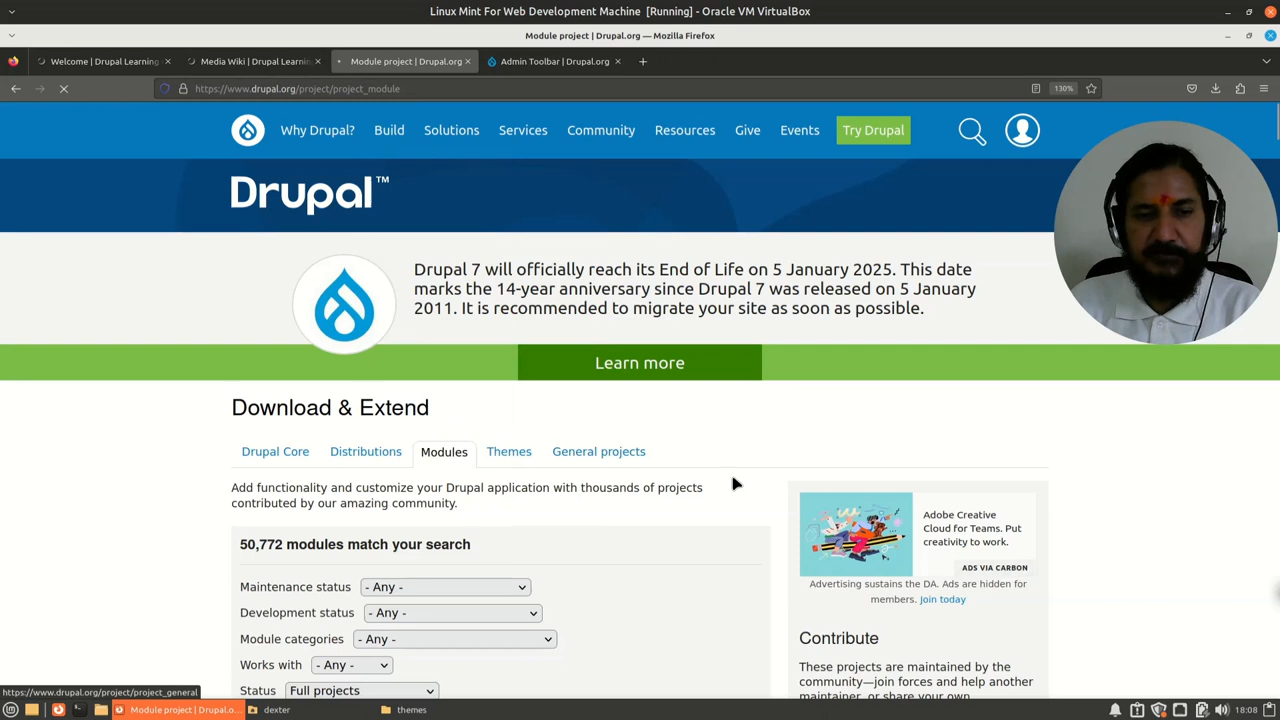 Linux Mint For Web Development Machine [Running] - Oracle VM VirtualBox
Module project | Drupal.org — Mozilla Firefox
Welcome | Drupal Learning
Media Wiki | Drupal Learnin
Module project | Drupal.org
Admin Toolbar | Drupal.org
https://www.drupal.org/project/project_module
130%
Why Drupal?
Build
Solutions
Services
Community
Resources
Give
Events
Try Drupal
Drupal™
Drupal 7 will officially reach its End of Life on 5 January 2025. This date
marks the 14-year anniversary since Drupal 7 was released on 5 January
2011. It is recommended to migrate your site as soon as possible.
Learn more
Download & Extend
Drupal Core
Distributions
Modules
Themes
General projects
Add functionality and customize your Drupal application with thousands of projects
contributed by our amazing community.
50,772 modules match your search
Maintenance status - Any -
Development status - Any -
Module categories - Any -
Works with - Any -
Status Full projects
Adobe Creative
Cloud for Teams. Put
creativity to work.
ADS VIA CARBON
Advertising sustains the DA. Ads are hidden for
members. Join today
Contribute
These projects are maintained by the
community—join forces and help another
maintainer, or share your own
https://www.drupal.org/project/project_general
Module project | Drupal.o...
dexter
themes
18:08